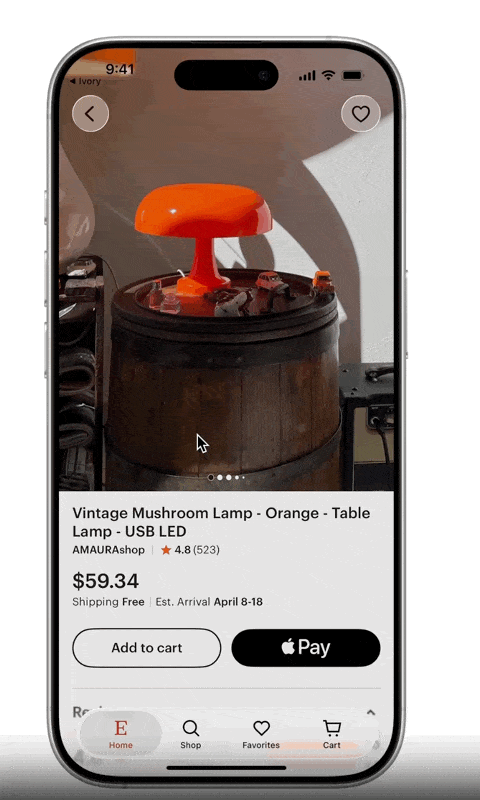 9:41
◀ Ivory
Vintage Mushroom Lamp - Orange - Table
Lamp - USB LED
AMAURAshop | ★ 4.8 (523)
$59.34
Shipping Free | Est. Arrival April 8-18
Add to cart
Pay
E
Home
Shop
Favorites
Cart